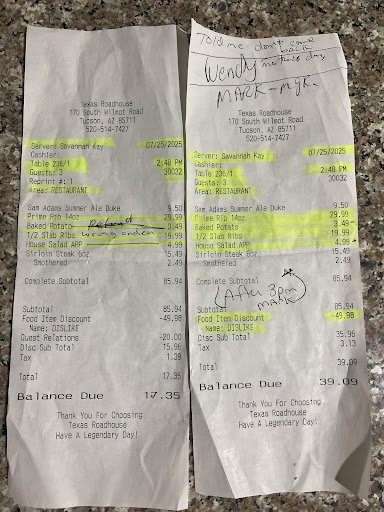 Texas Roadhouse
170 South Wilmot Road
Tucson, AZ 85711
520-514-7427
Server: Savannah Kay 07/25/2025
Cashier:
Table 236/1 2:48 PM
Guests: 3 30032
Reprint #: 1
Area: RESTAURANT
Sam Adams Summer Ale Duke 9.50
Prime Rib 14oz 29.99
Baked Potato 3.49
1/2 Slab Ribs wrong order 19.99
House Salad APP 4.99
Sirloin Steak 6oz 15.49
Smothered 2.49
Complete Subtotal 85.94
Subtotal 85.94
Food Item Discount -49.98
Name: DISLIKE
Guest Relations -20.00
Disc Sub Total 15.96
Tax 1.39
Total 17.35
Balance Due 17.35
Thank You For Choosing
Texas Roadhouse
Have A Legendary Day!
Told me don't come
back
Wendy mothers day
MARK - mgr.
Texas Roadhouse
170 South Wilmot Road
Tucson, AZ 85711
520-514-7427
Server: Savannah Kay 07/25/2025
Cashier:
Table 236/1 2:48 PM
Guests: 3 30032
Area: RESTAURANT
Sam Adams Summer Ale Duke 9.50
Prime Rib 14oz 29.99
Baked Potato 3.49
1/2 Slab Ribs 19.99
House Salad APP 4.99
Sirloin Steak 6oz 15.49
Smothered 2.49
Complete Subtotal 85.94
(After 3pm
mark)
Subtotal 85.94
Food Item Discount -49.98
Name: DISLIKE
Disc Sub Total 35.96
Tax 3.13
Total 39.09
Balance Due 39.09
Thank You For Choosing
Texas Roadhouse
Have A Legendary Day!